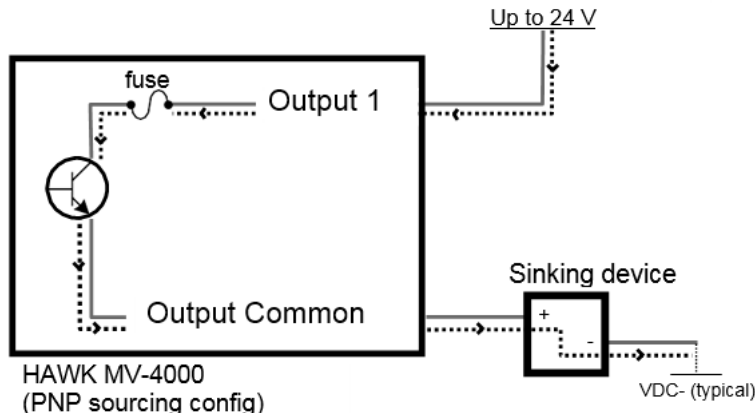 Up to 24 V
fuse
Output 1
Output Common
Sinking device
+
-
HAWK MV-4000
(PNP sourcing config)
VDC- (typical)